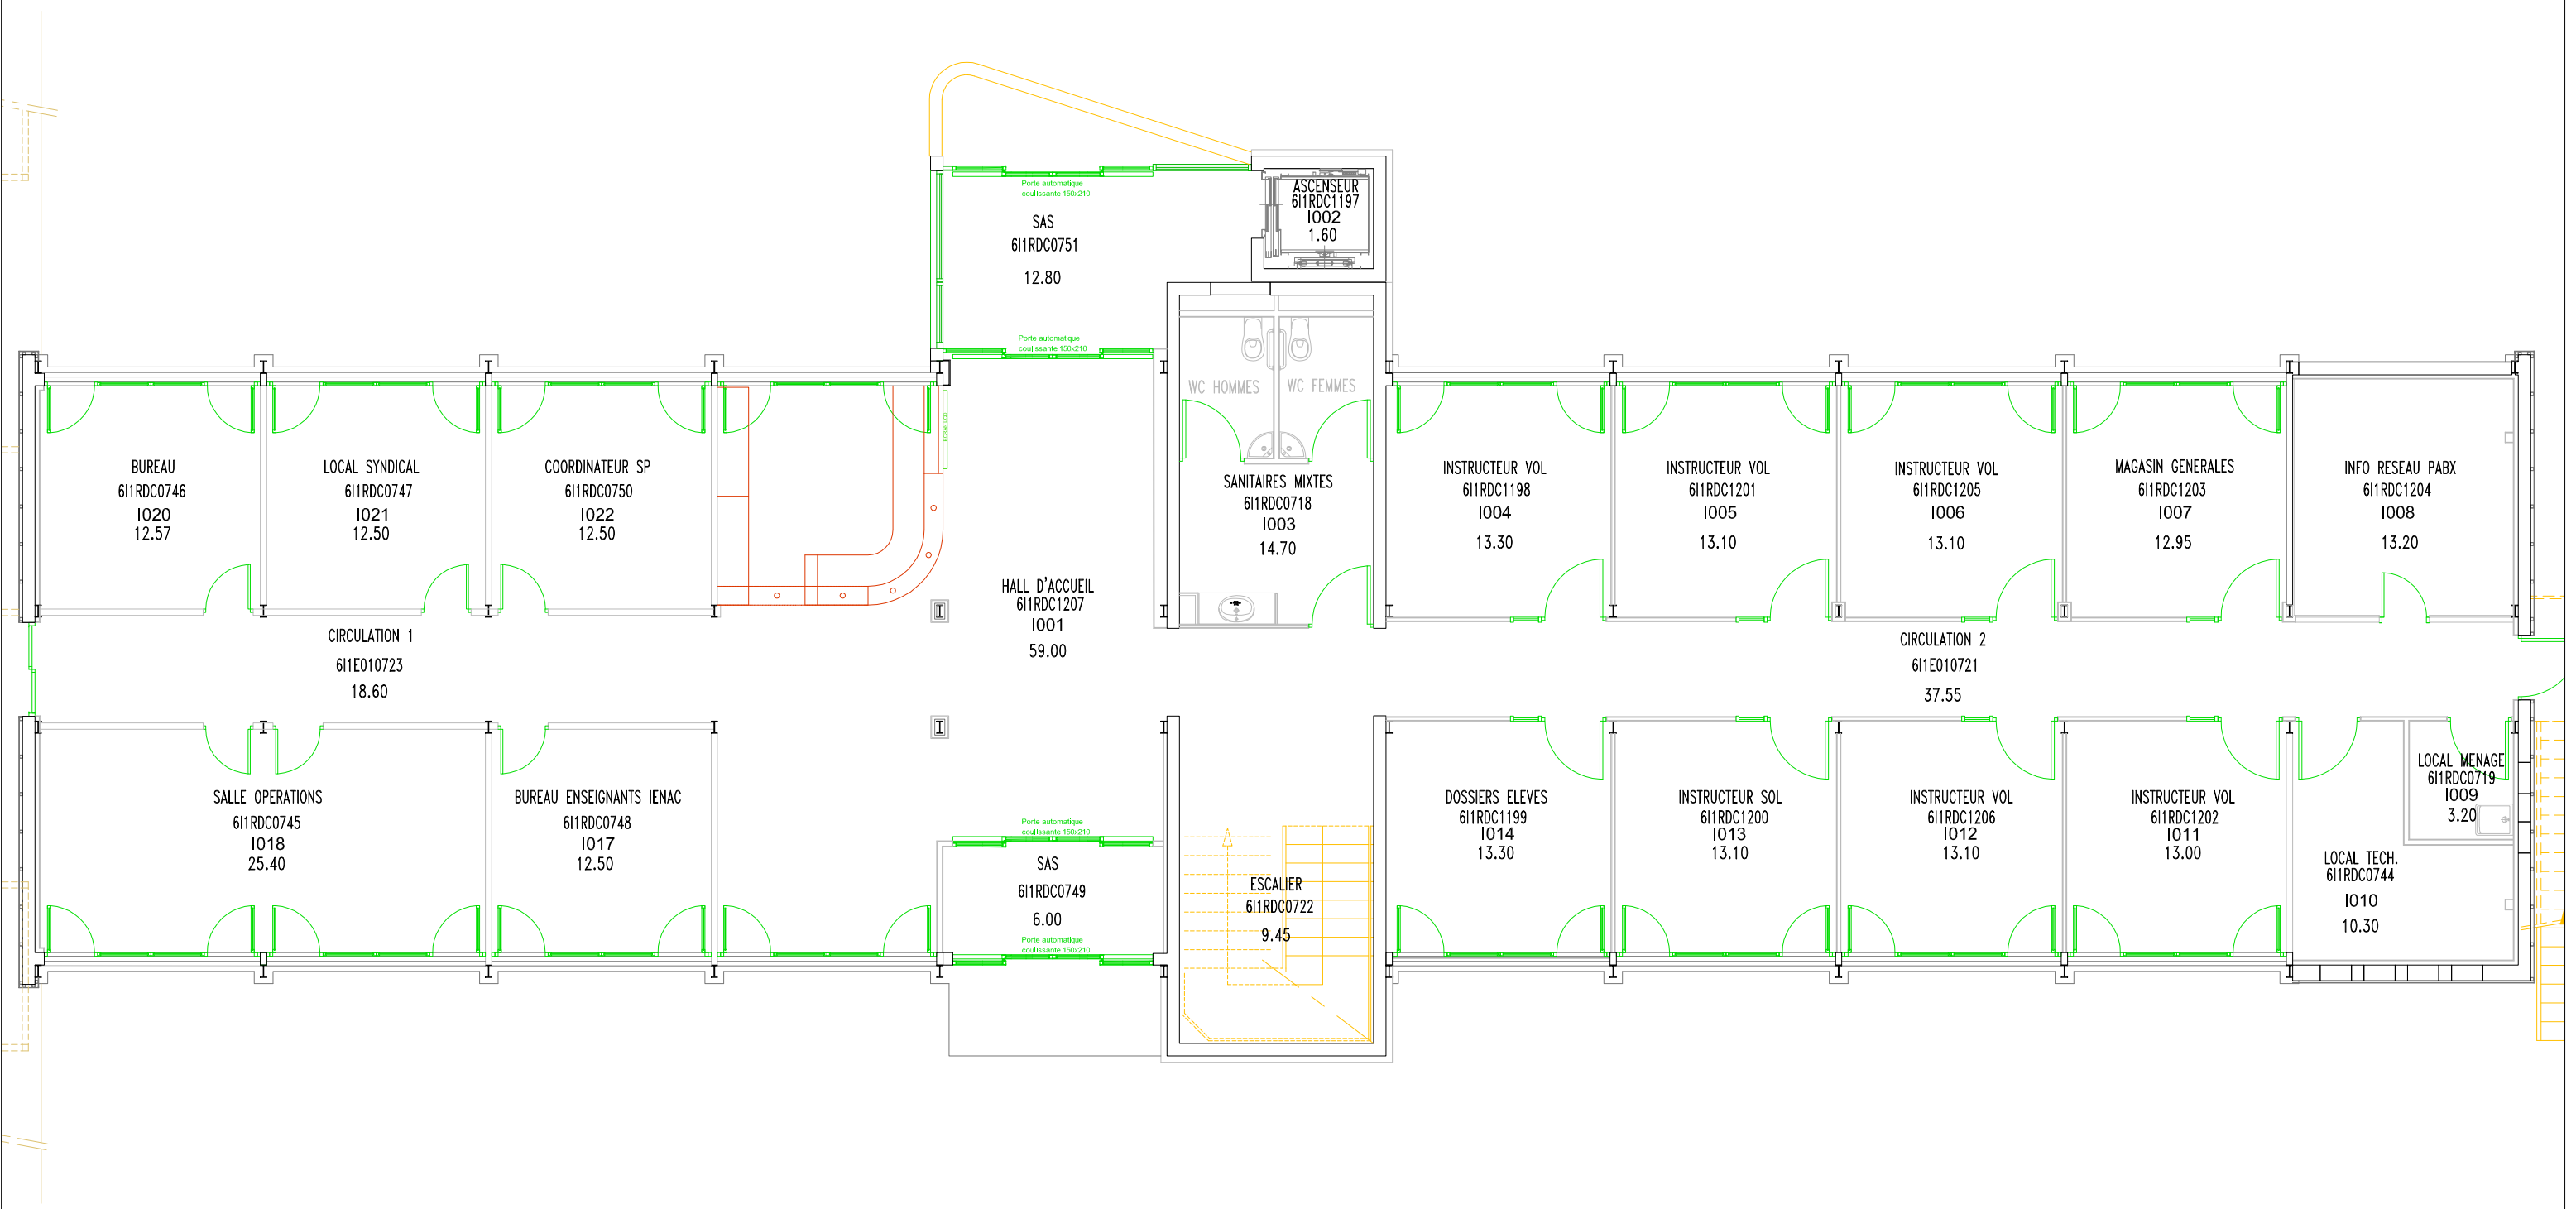 Porte automatique
coulissante 150x210
SAS
6I1RDC0751
12.80
Porte automatique
coulissante 150x210
ASCENSEUR
6I1RDC1197
I002
1.60
WC HOMMES
WC FEMMES
SANITAIRES MIXTES
6I1RDC0718
I003
14.70
BUREAU
6I1RDC0746
I020
12.57
LOCAL SYNDICAL
6I1RDC0747
I021
12.50
COORDINATEUR SP
6I1RDC0750
I022
12.50
HALL D'ACCUEIL
6I1RDC1207
I001
59.00
INSTRUCTEUR VOL
6I1RDC1198
I004
13.30
INSTRUCTEUR VOL
6I1RDC1201
I005
13.10
INSTRUCTEUR VOL
6I1RDC1205
I006
13.10
MAGASIN GENERALES
6I1RDC1203
I007
12.95
INFO RESEAU PABX
6I1RDC1204
I008
13.20
CIRCULATION 1
6I1E010723
18.60
CIRCULATION 2
6I1E010721
37.55
SALLE OPERATIONS
6I1RDC0745
I018
25.40
BUREAU ENSEIGNANTS IENAC
6I1RDC0748
I017
12.50
Porte automatique
coulissante 150x210
SAS
6I1RDC0749
6.00
Porte automatique
coulissante 150x210
ESCALIER
6I1RDC0722
9.45
DOSSIERS ELEVES
6I1RDC1199
I014
13.30
INSTRUCTEUR SOL
6I1RDC1200
I013
13.10
INSTRUCTEUR VOL
6I1RDC1206
I012
13.10
INSTRUCTEUR VOL
6I1RDC1202
I011
13.00
LOCAL MENAGE
6I1RDC0719
I009
3.20
LOCAL TECH.
6I1RDC0744
I010
10.30